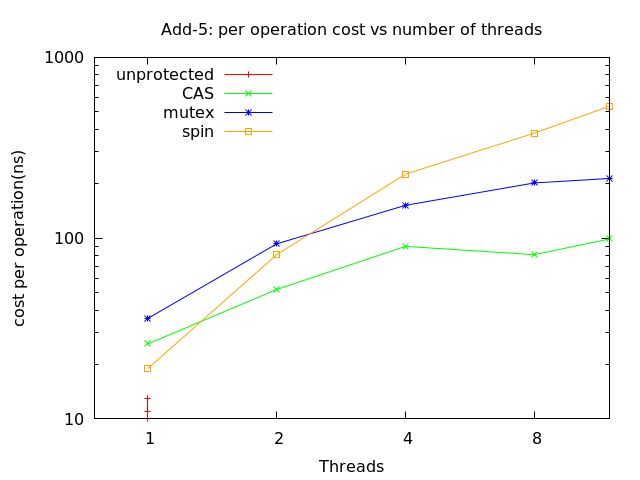 Add-5: per operation cost vs number of threads
1000
100
10
cost per operation(ns)
unprotected
CAS
mutex
spin
1 2 4 8
Threads